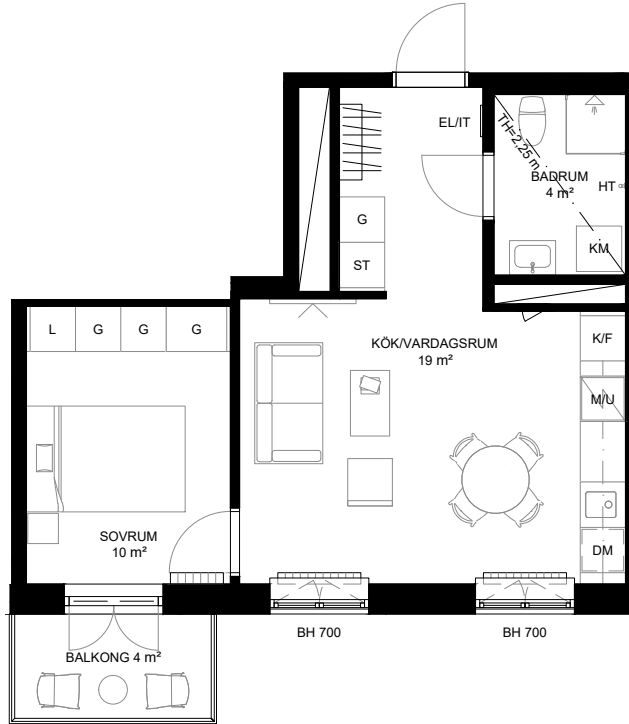 EL/IT
TH=2,25 m
BADRUM
4 m²
HT
G
KM
ST
L
G
G
G
KÖK/VARDAGSRUM
19 m²
K/F
M/U
SOVRUM
10 m²
DM
BH 700
BH 700
BALKONG 4 m²